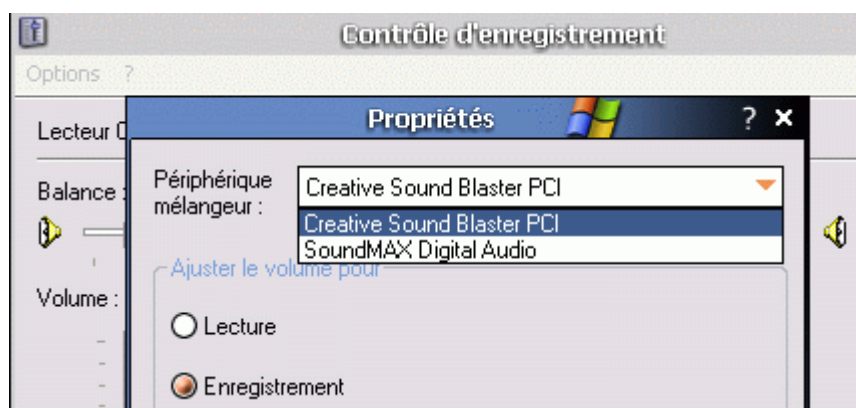 Contrôle d'enregistrement
Options ?
Propriétés ? ×
Lecteur
Balance :
Périphérique
mélangeur :
Creative Sound Blaster PCI
Creative Sound Blaster PCI
SoundMAX Digital Audio
Ajuster le volume pour
Volume :
Lecture
Enregistrement